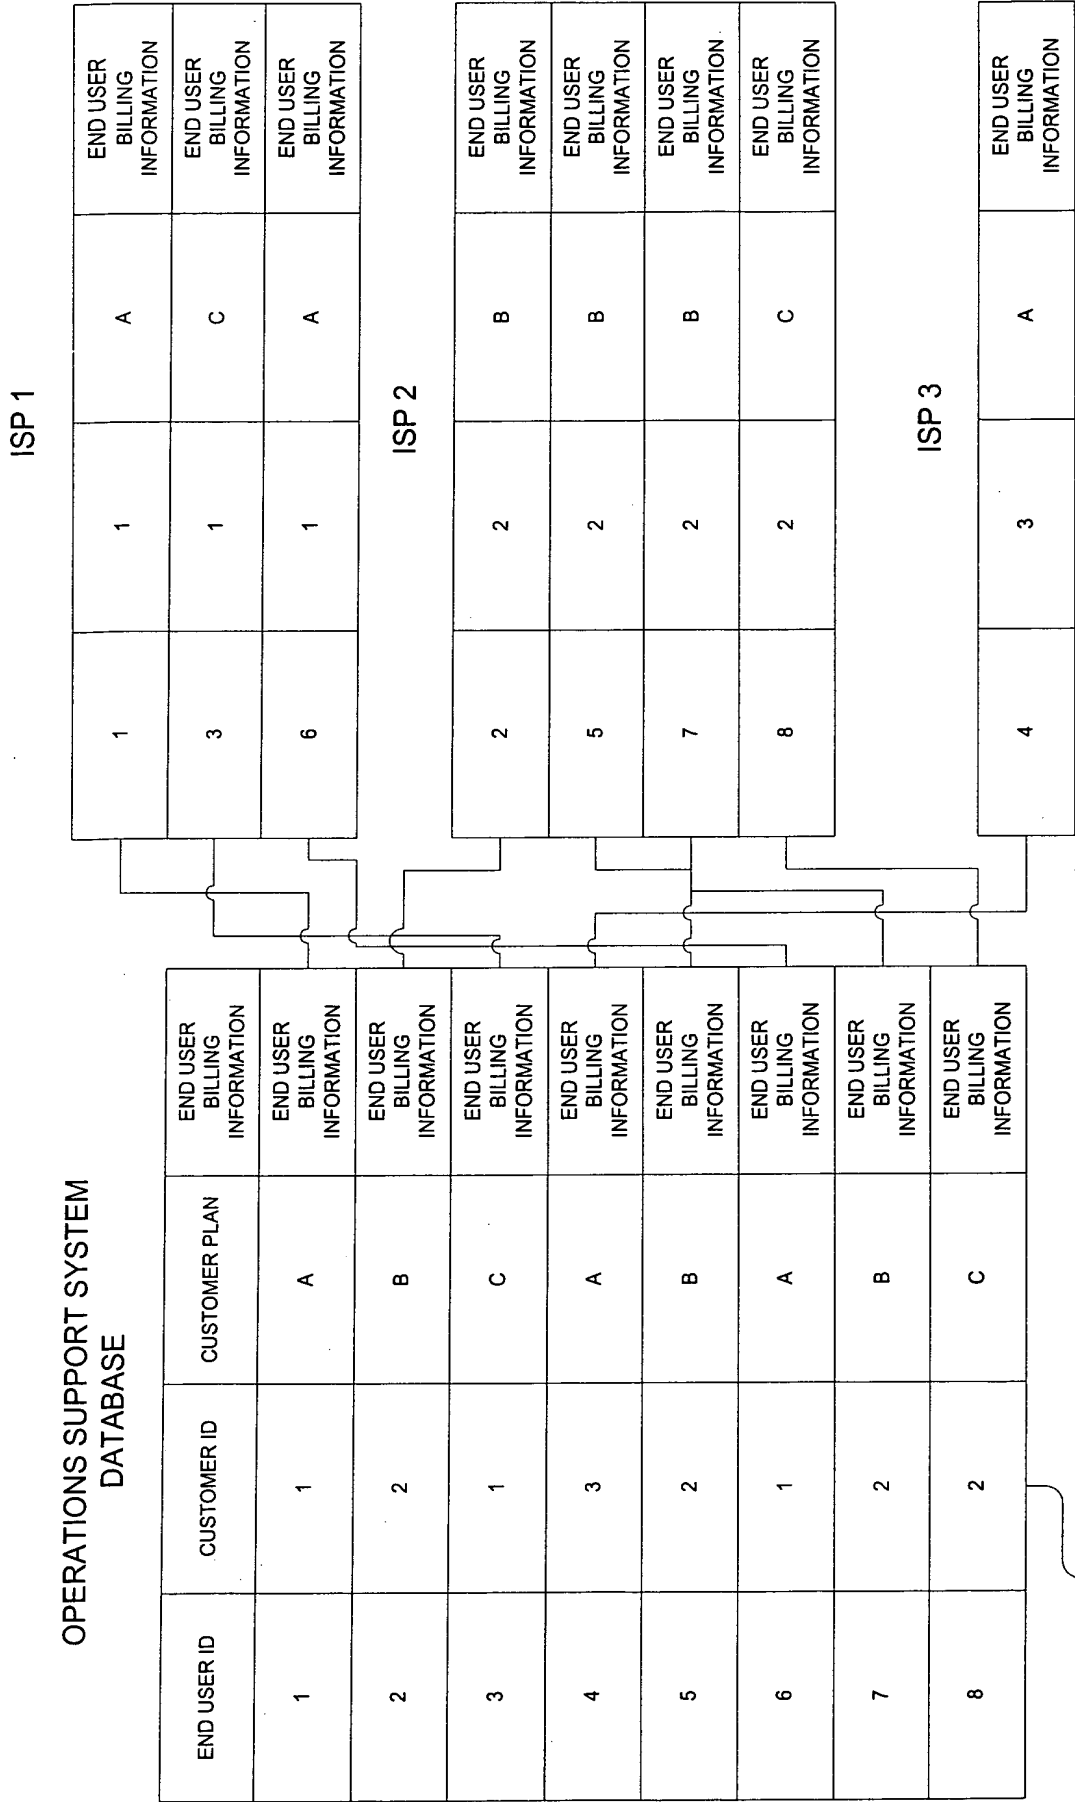 OPERATIONS SUPPORT SYSTEM
DATABASE
END USER ID
CUSTOMER ID
CUSTOMER PLAN
END USER
BILLING
INFORMATION
1
1
A
END USER
BILLING
INFORMATION
2
2
B
END USER
BILLING
INFORMATION
3
1
C
END USER
BILLING
INFORMATION
4
3
A
END USER
BILLING
INFORMATION
5
2
B
END USER
BILLING
INFORMATION
6
1
A
END USER
BILLING
INFORMATION
7
2
B
END USER
BILLING
INFORMATION
8
2
C
END USER
BILLING
INFORMATION
ISP 1
1
1
A
END USER
BILLING
INFORMATION
3
1
C
END USER
BILLING
INFORMATION
6
1
A
END USER
BILLING
INFORMATION
ISP 2
2
2
B
END USER
BILLING
INFORMATION
5
2
B
END USER
BILLING
INFORMATION
7
2
B
END USER
BILLING
INFORMATION
8
2
C
END USER
BILLING
INFORMATION
ISP 3
4
3
A
END USER
BILLING
INFORMATION